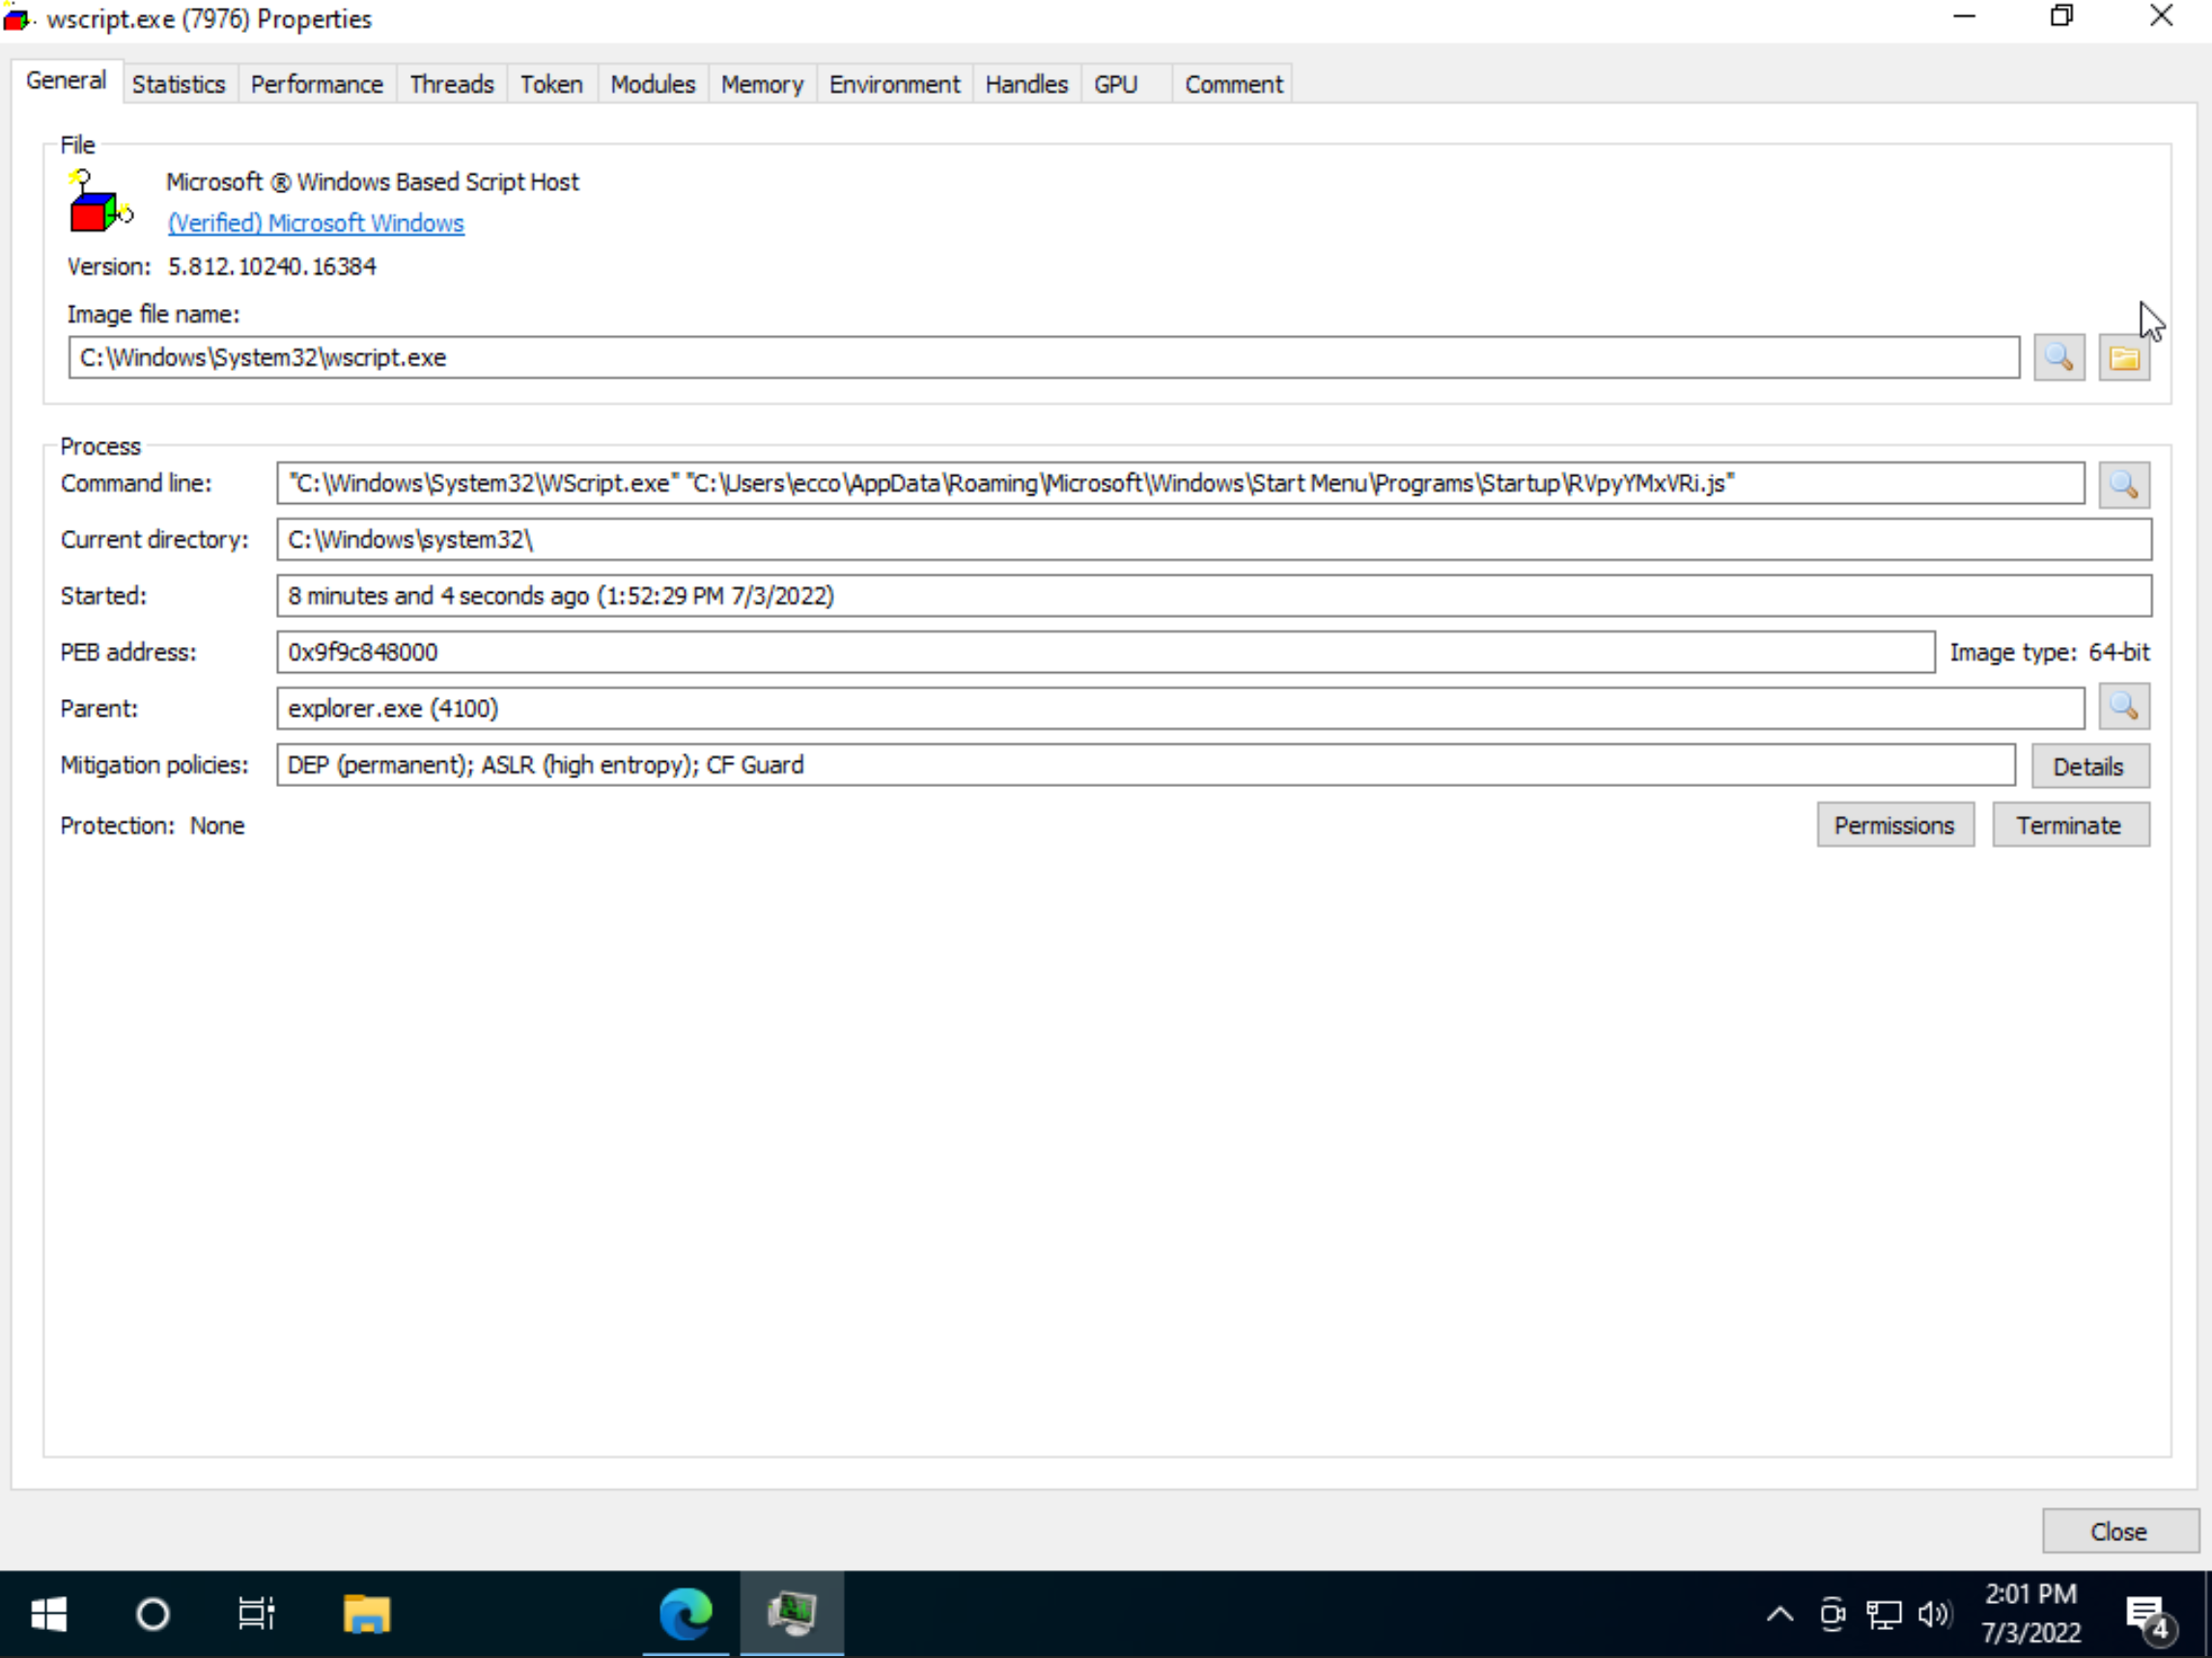 wscript.exe (7976) Properties
General Statistics Performance Threads Token Modules Memory Environment Handles GPU Comment
File
Microsoft ® Windows Based Script Host
(Verified) Microsoft Windows
Version: 5.812.10240.16384
Image file name:
C:\Windows\System32\wscript.exe
Process
Command line: "C:\Windows\System32\WScript.exe" "C:\Users\ecco\AppData\Roaming\Microsoft\Windows\Start Menu\Programs\Startup\RVpyYMxVRi.js"
Current directory: C:\Windows\system32\
Started: 8 minutes and 4 seconds ago (1:52:29 PM 7/3/2022)
PEB address: 0x9f9c848000 Image type: 64-bit
Parent: explorer.exe (4100)
Mitigation policies: DEP (permanent); ASLR (high entropy); CF Guard Details
Protection: None Permissions Terminate
Close
2:01 PM
7/3/2022
4